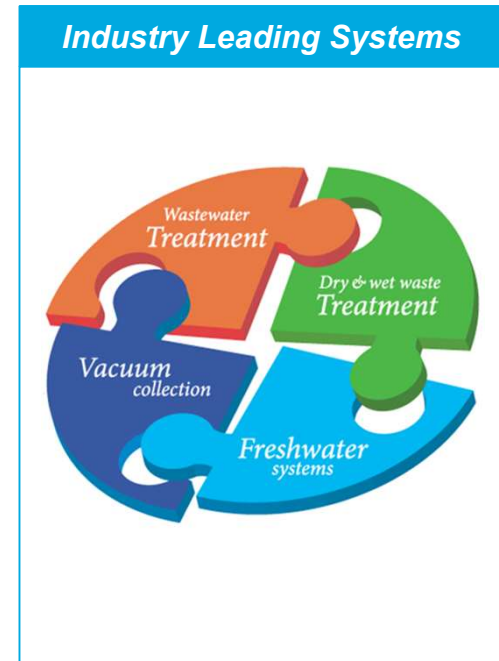 Industry Leading Systems
Wastewater
Treatment
Dry & wet waste
Treatment
Vacuum
collection
Freshwater
systems